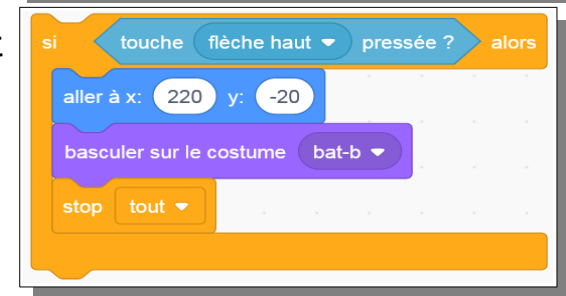 si touche flèche haut pressée ? alors
aller à x: 220 y: -20
basculer sur le costume bat-b
stop tout